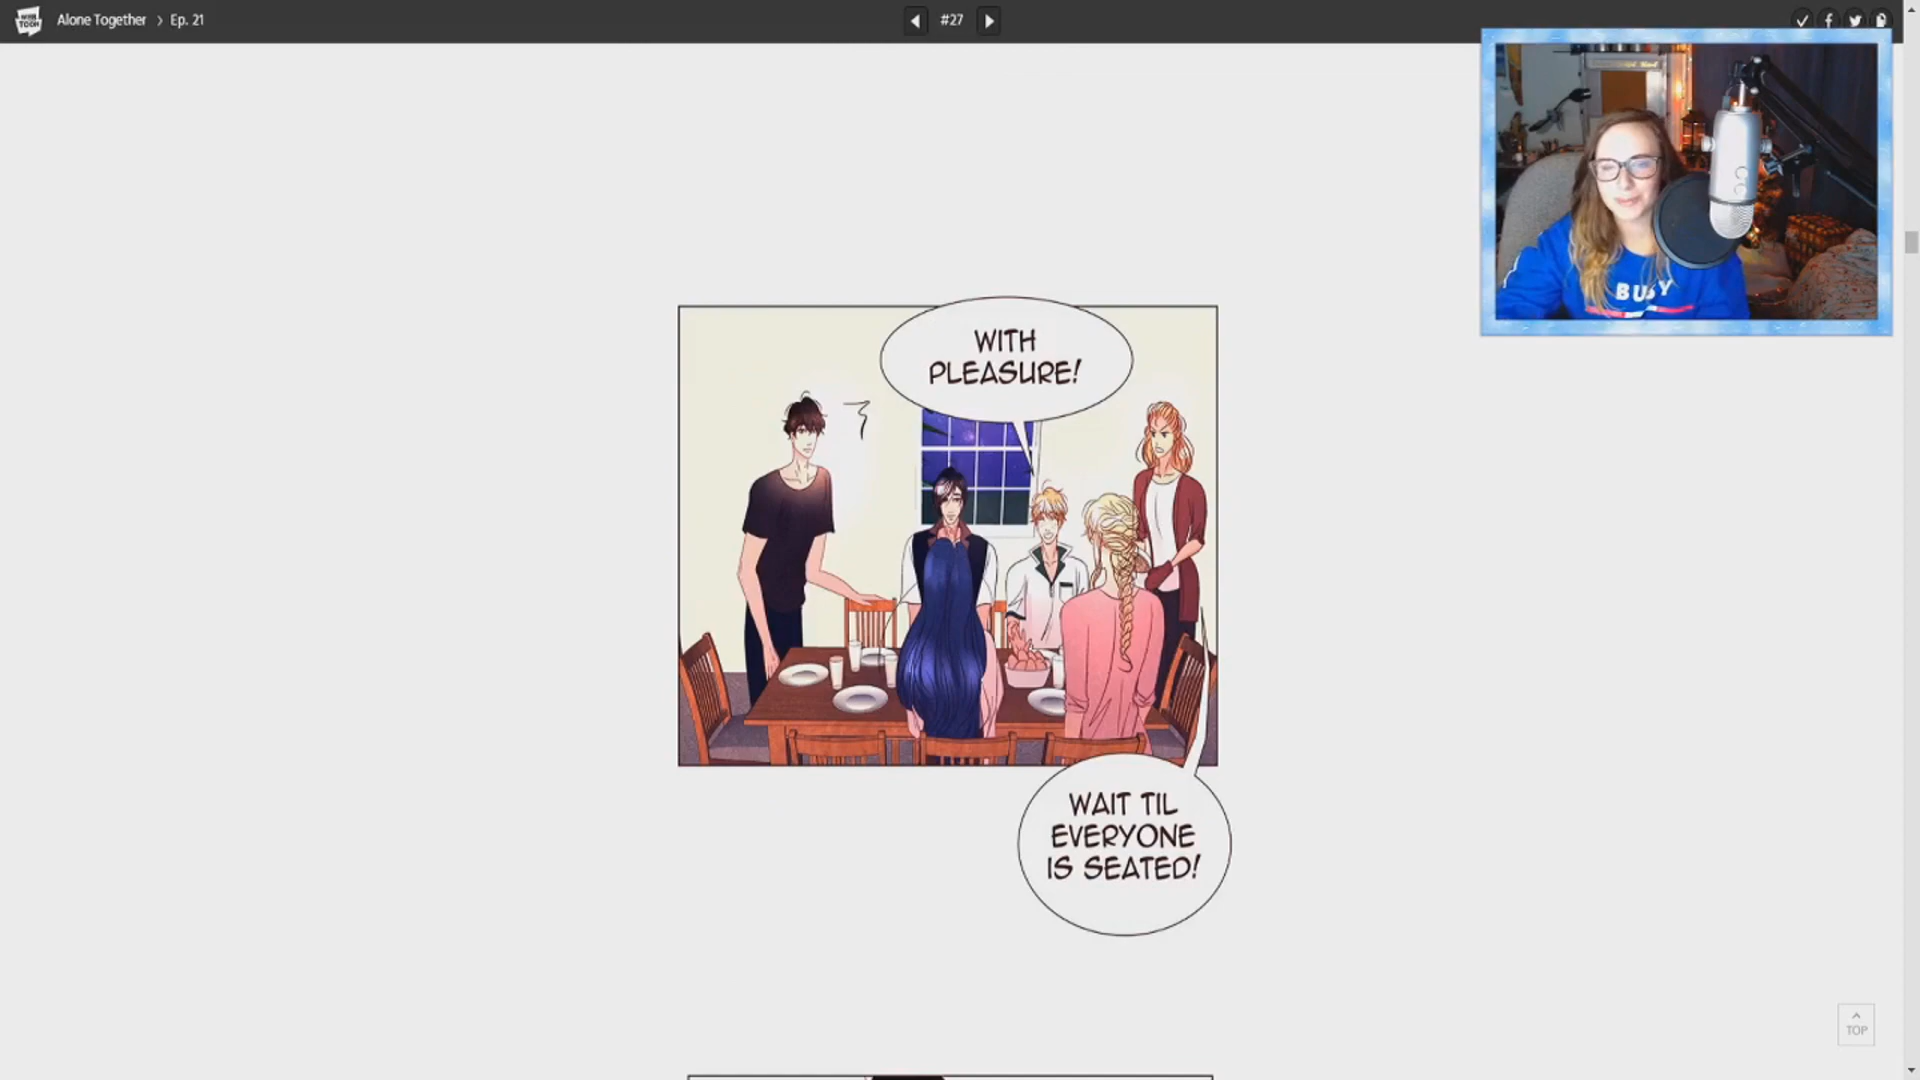 Alone Together > Ep. 21
#27
WITH
PLEASURE!
WAIT TIL
EVERYONE
IS SEATED!
BUSY
TOP